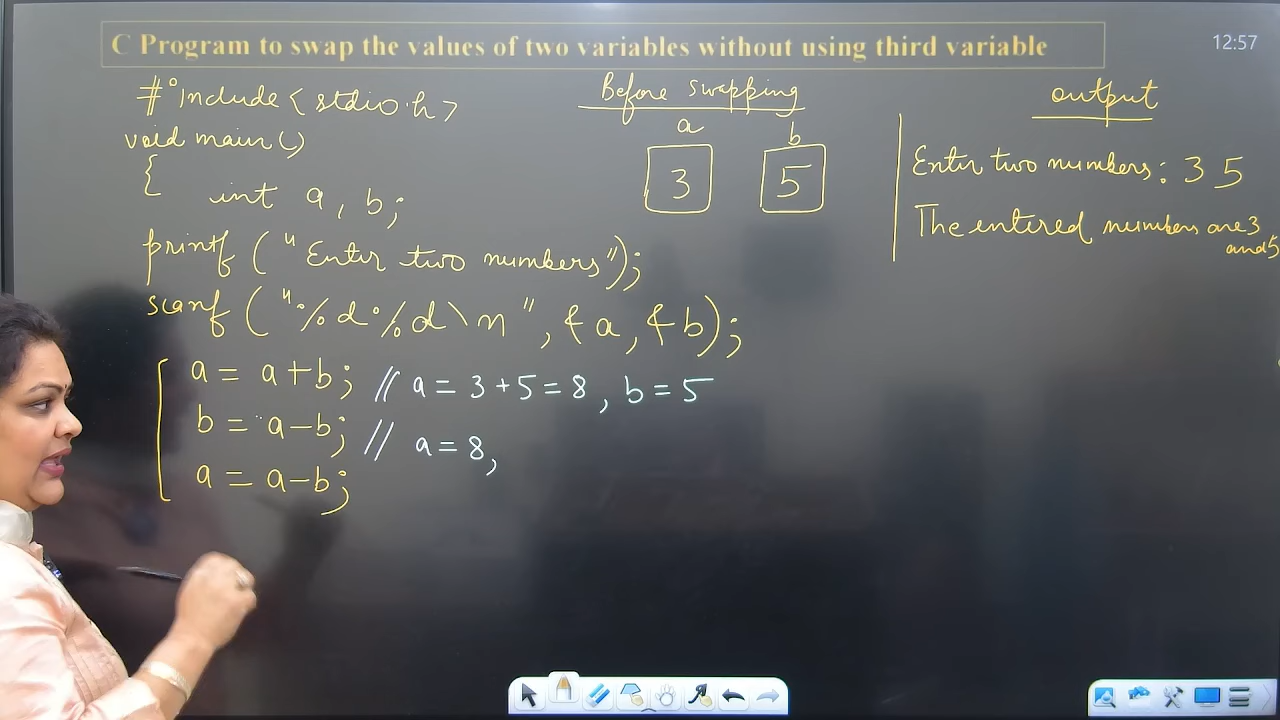 C Program to swap the values of two variables without using third variable
12:57
#include <stdio.h>
void main()
{
int a, b;
printf ("Enter two numbers");
scanf ("%d%d\n", &a, &b);
a = a+b; // a = 3+5=8, b=5
b = a-b; // a=8,
a = a-b;
Before swapping
a b
3 5
output
Enter two numbers: 3 5
The entered numbers are 3
and 5